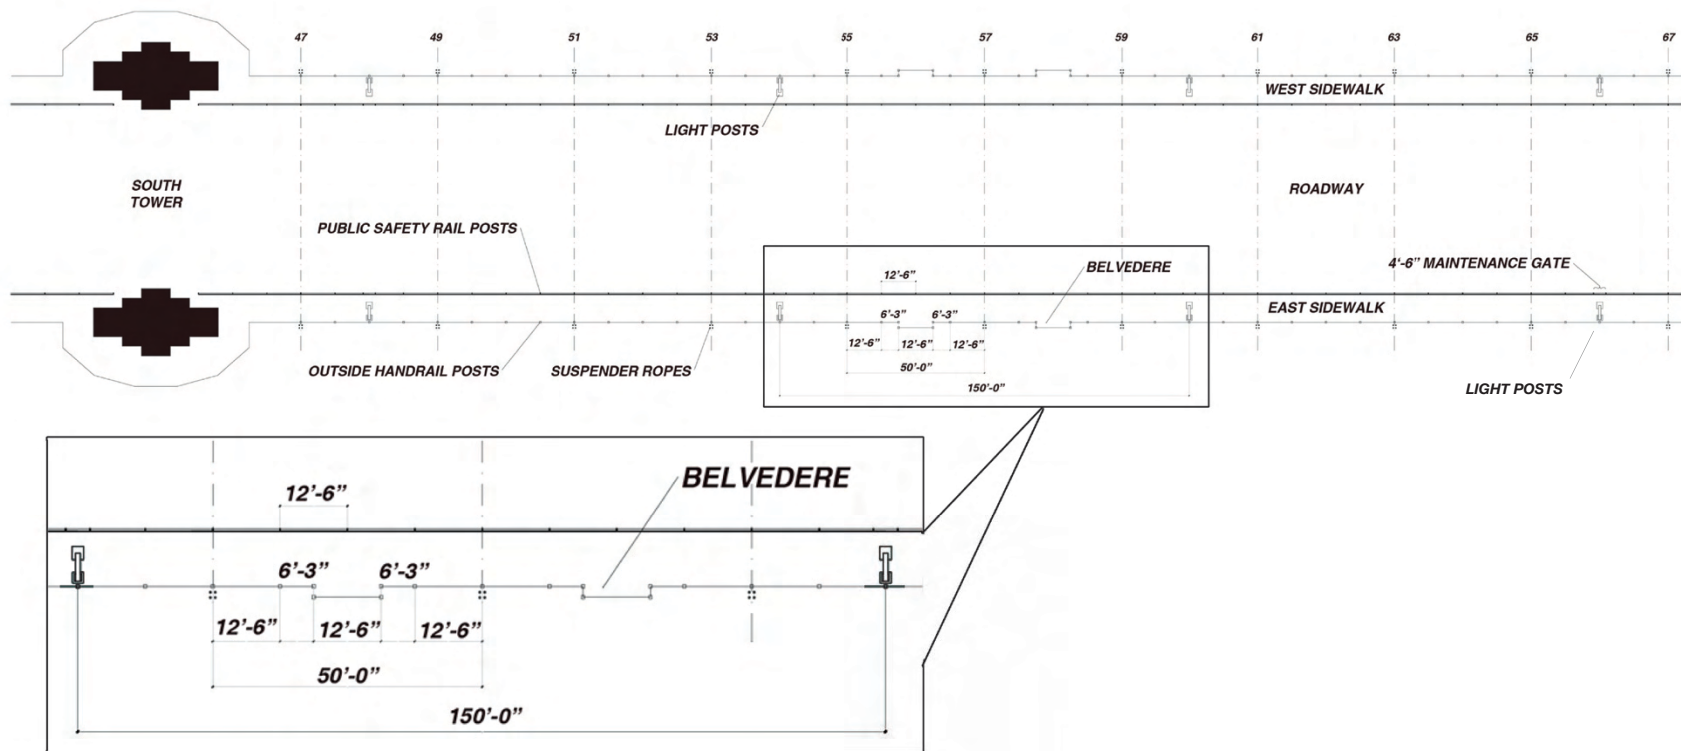 47 49 51 53 55 57 59 61 63 65 67
WEST SIDEWALK
LIGHT POSTS
SOUTH
TOWER
ROADWAY
PUBLIC SAFETY RAIL POSTS
12’-6”
BELVEDERE
4‘-6” MAINTENANCE GATE
6’-3” 6’-3”
EAST SIDEWALK
12’-6” 12’-6” 12’-6”
OUTSIDE HANDRAIL POSTS
SUSPENDER ROPES
50’-0”
150’-0”
LIGHT POSTS
BELVEDERE
12’-6”
6’-3” 6’-3”
12’-6” 12’-6” 12’-6”
50’-0”
150’-0”